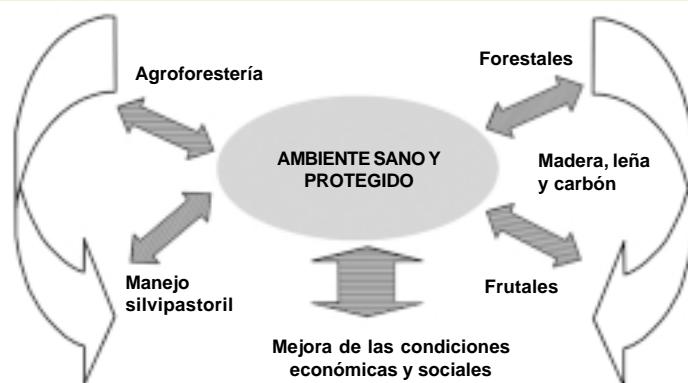 Agroforestería
Forestales
AMBIENTE SANO Y
PROTEGIDO
Madera, leña
y carbón
Manejo
silvipastoril
Frutales
Mejora de las condiciones
económicas y sociales